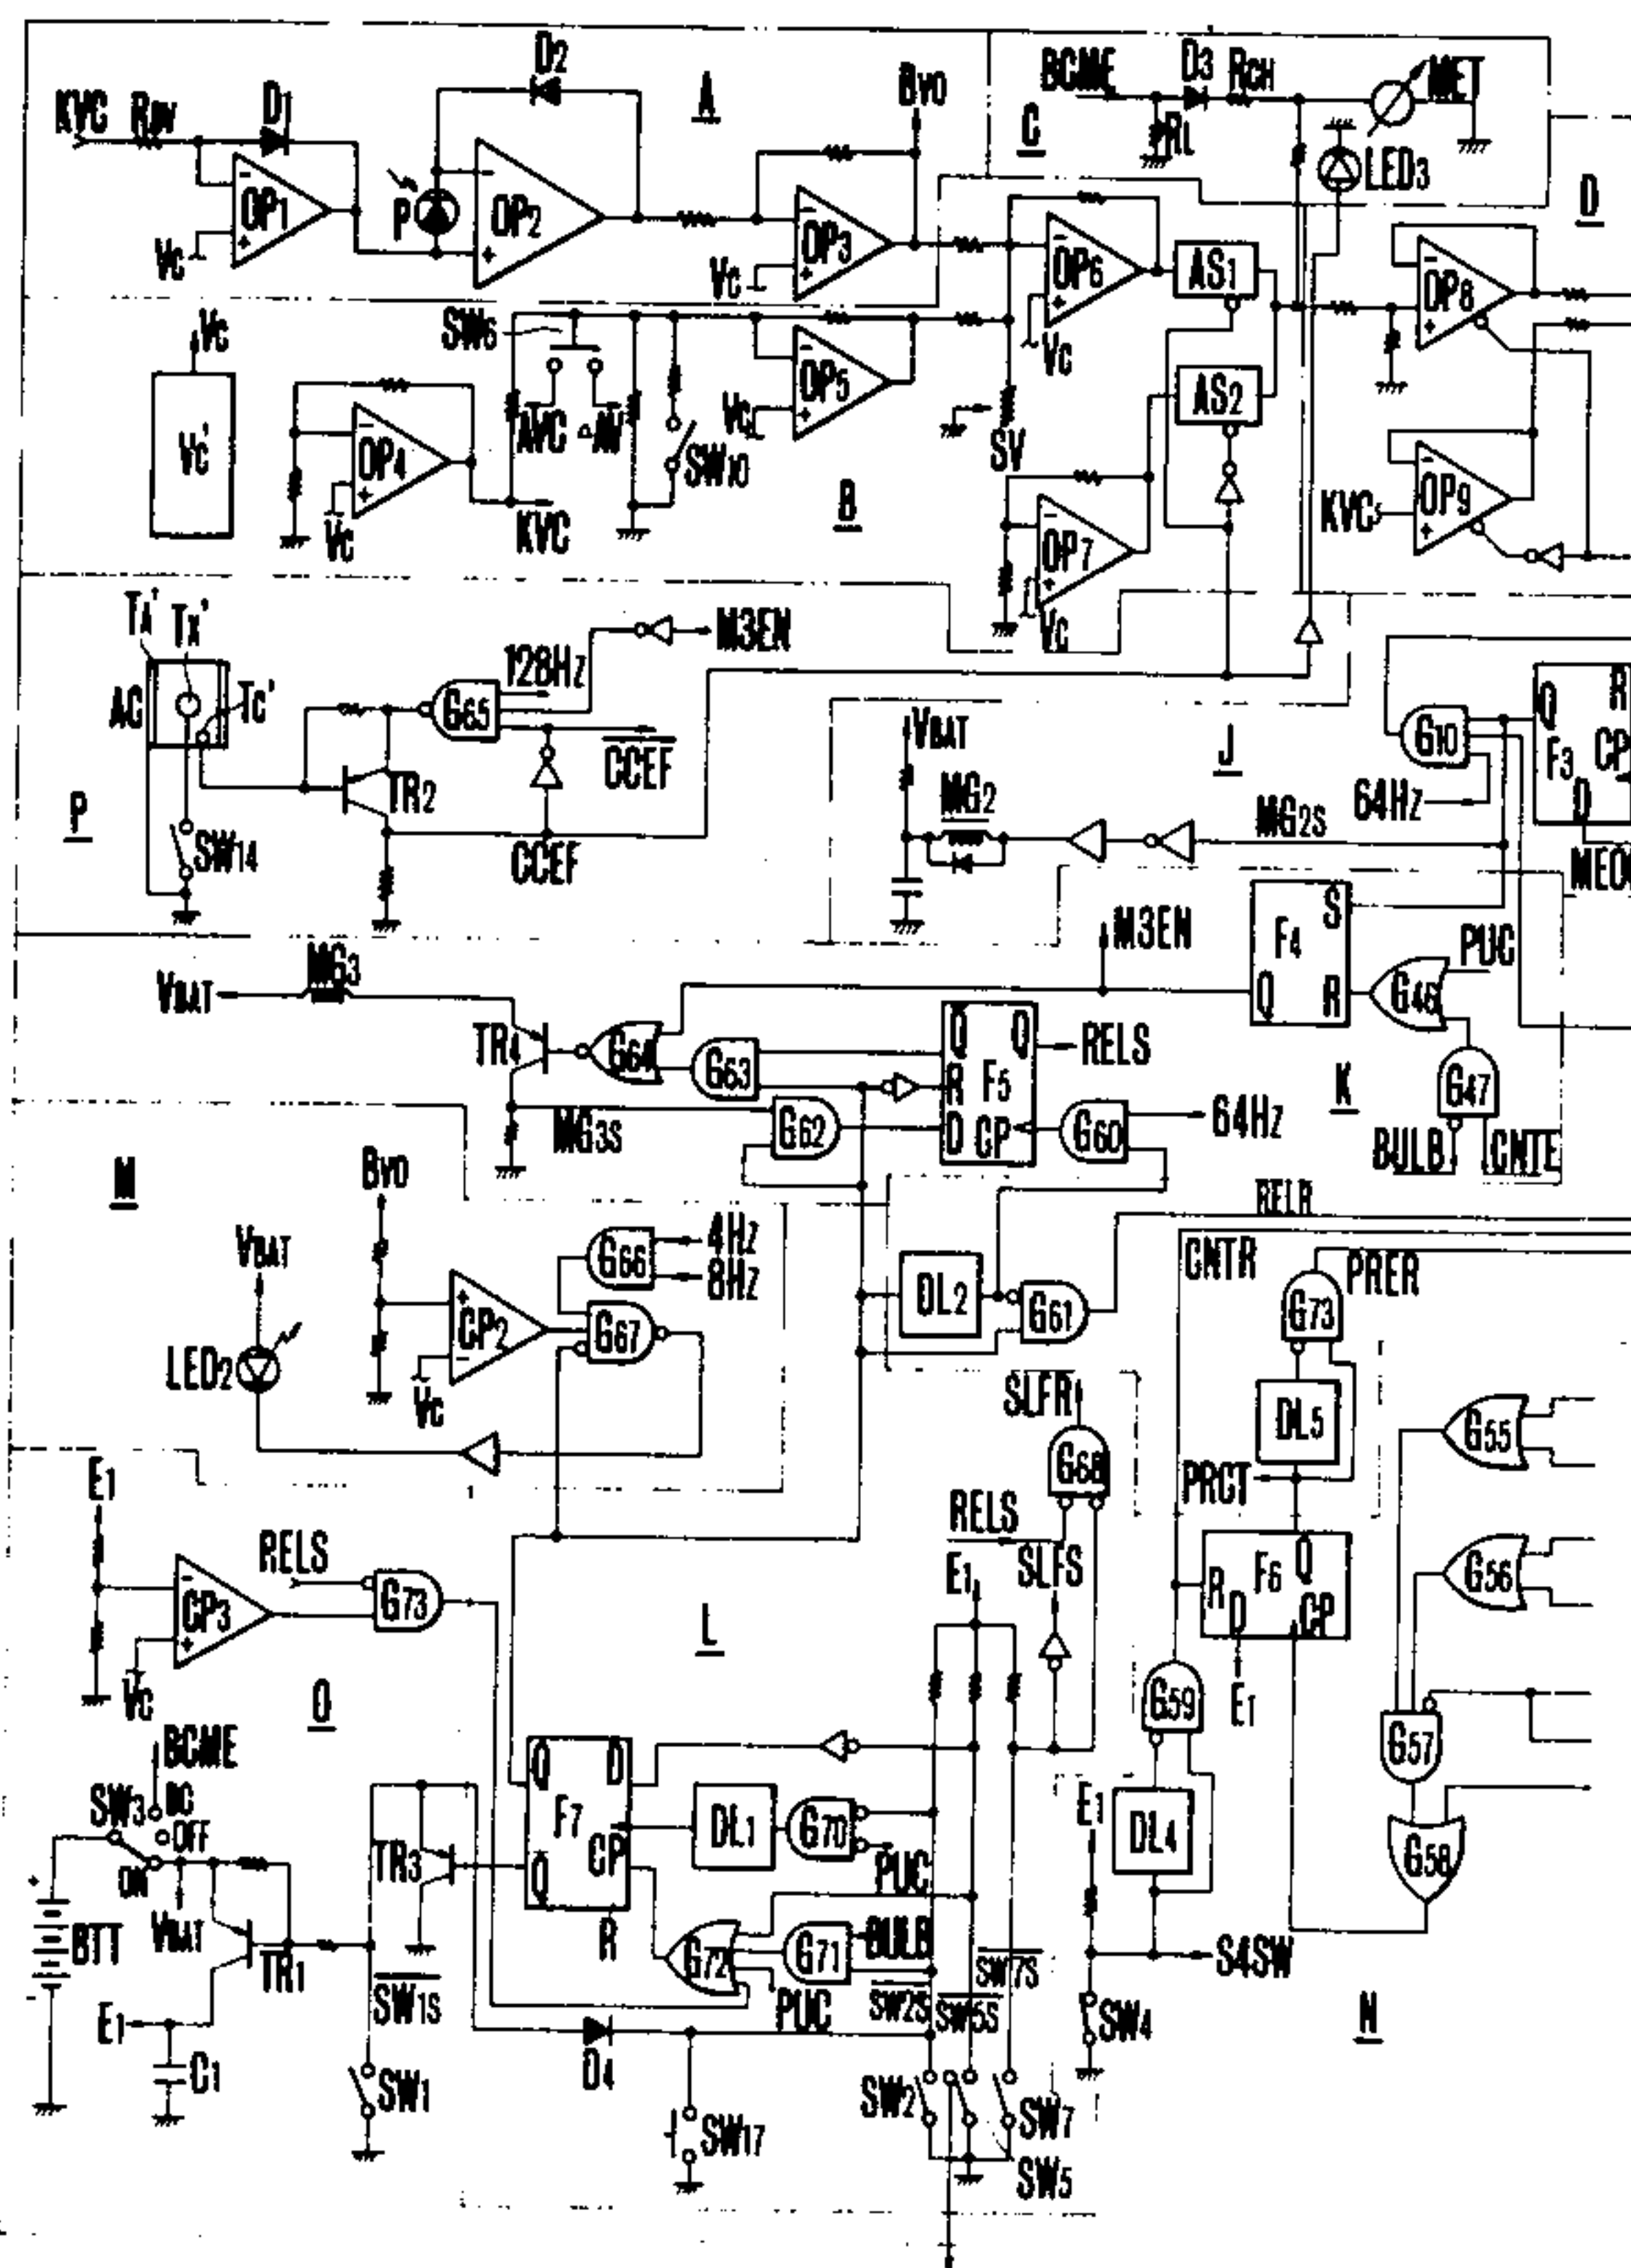 D2
A
BVO
BCME
D3
RCH
MET
KVC
D1
C
RL
LED3
D
OP1
P
OP2
OP3
OP6
AS1
OP8
VC
VC
VC
SW6
OP5
AS2
VC
VC'
OP4
AVC
ΔAV
VC
SW10
SV
VC
KVC
B
OP7
KVC
OP9
VC
TA'
TX'
M3EN
128Hz
AC
TC'
G65
VBAT
J
G10
Q
R
F3
CP
D
CCEF
64Hz
P
TR2
MG2
MG2S
SW14
CCEF
S
F4
M3EN
PUC
MG3
VBAT
Q
R
G46
TR4
G64
G63
Q
Q
RELS
R
F5
K
G47
G62
D
CP
G60
64Hz
MG3S
BULB
CNTE
M
BVO
RELR
VBAT
G66
4Hz
8Hz
CNTR
PRER
DL2
G61
G73
CP2
G67
LED2
VC
SLFR
DL5
G55
E1
G68
PRCT
RELS
RELS
SLFS
E1
F6
Q
G56
CP3
G73
R
D
CP
L
VC
O
G59
E1
G57
BCME
SW3
DC
OFF
ON
Q
D
F7
DL1
G70
E1
DL4
G58
TR3
CP
Q
PUC
BTT
VBAT
R
BULB
G72
G71
S4SW
TR1
SW1S
PUC
SW2S
SW5S
SW7S
E1
SW4
N
C1
D4
SW1
SW2
SW7
SW17
SW5